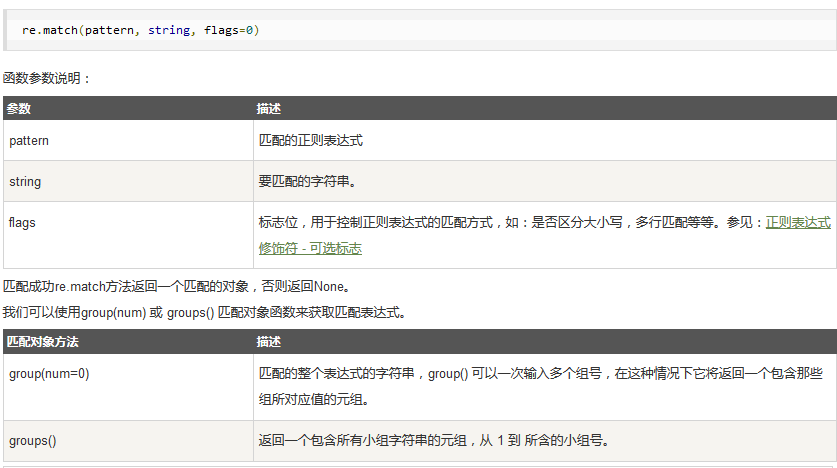 re.match(pattern, string, flags=0)
函数参数说明：
参数 描述
pattern 匹配的正则表达式
string 要匹配的字符串。
flags 标志位，用于控制正则表达式的匹配方式，如：是否区分大小写，多行匹配等等。参见：正则表达式
修饰符 - 可选标志
匹配成功re.match方法返回一个匹配的对象，否则返回None。
我们可以使用group(num) 或 groups() 匹配对象函数来获取匹配表达式。
匹配对象方法 描述
group(num=0) 匹配的整个表达式的字符串，group() 可以一次输入多个组号，在这种情况下它将返回一个包含那些
组所对应值的元组。
groups() 返回一个包含所有小组字符串的元组，从 1 到 所含的小组号。